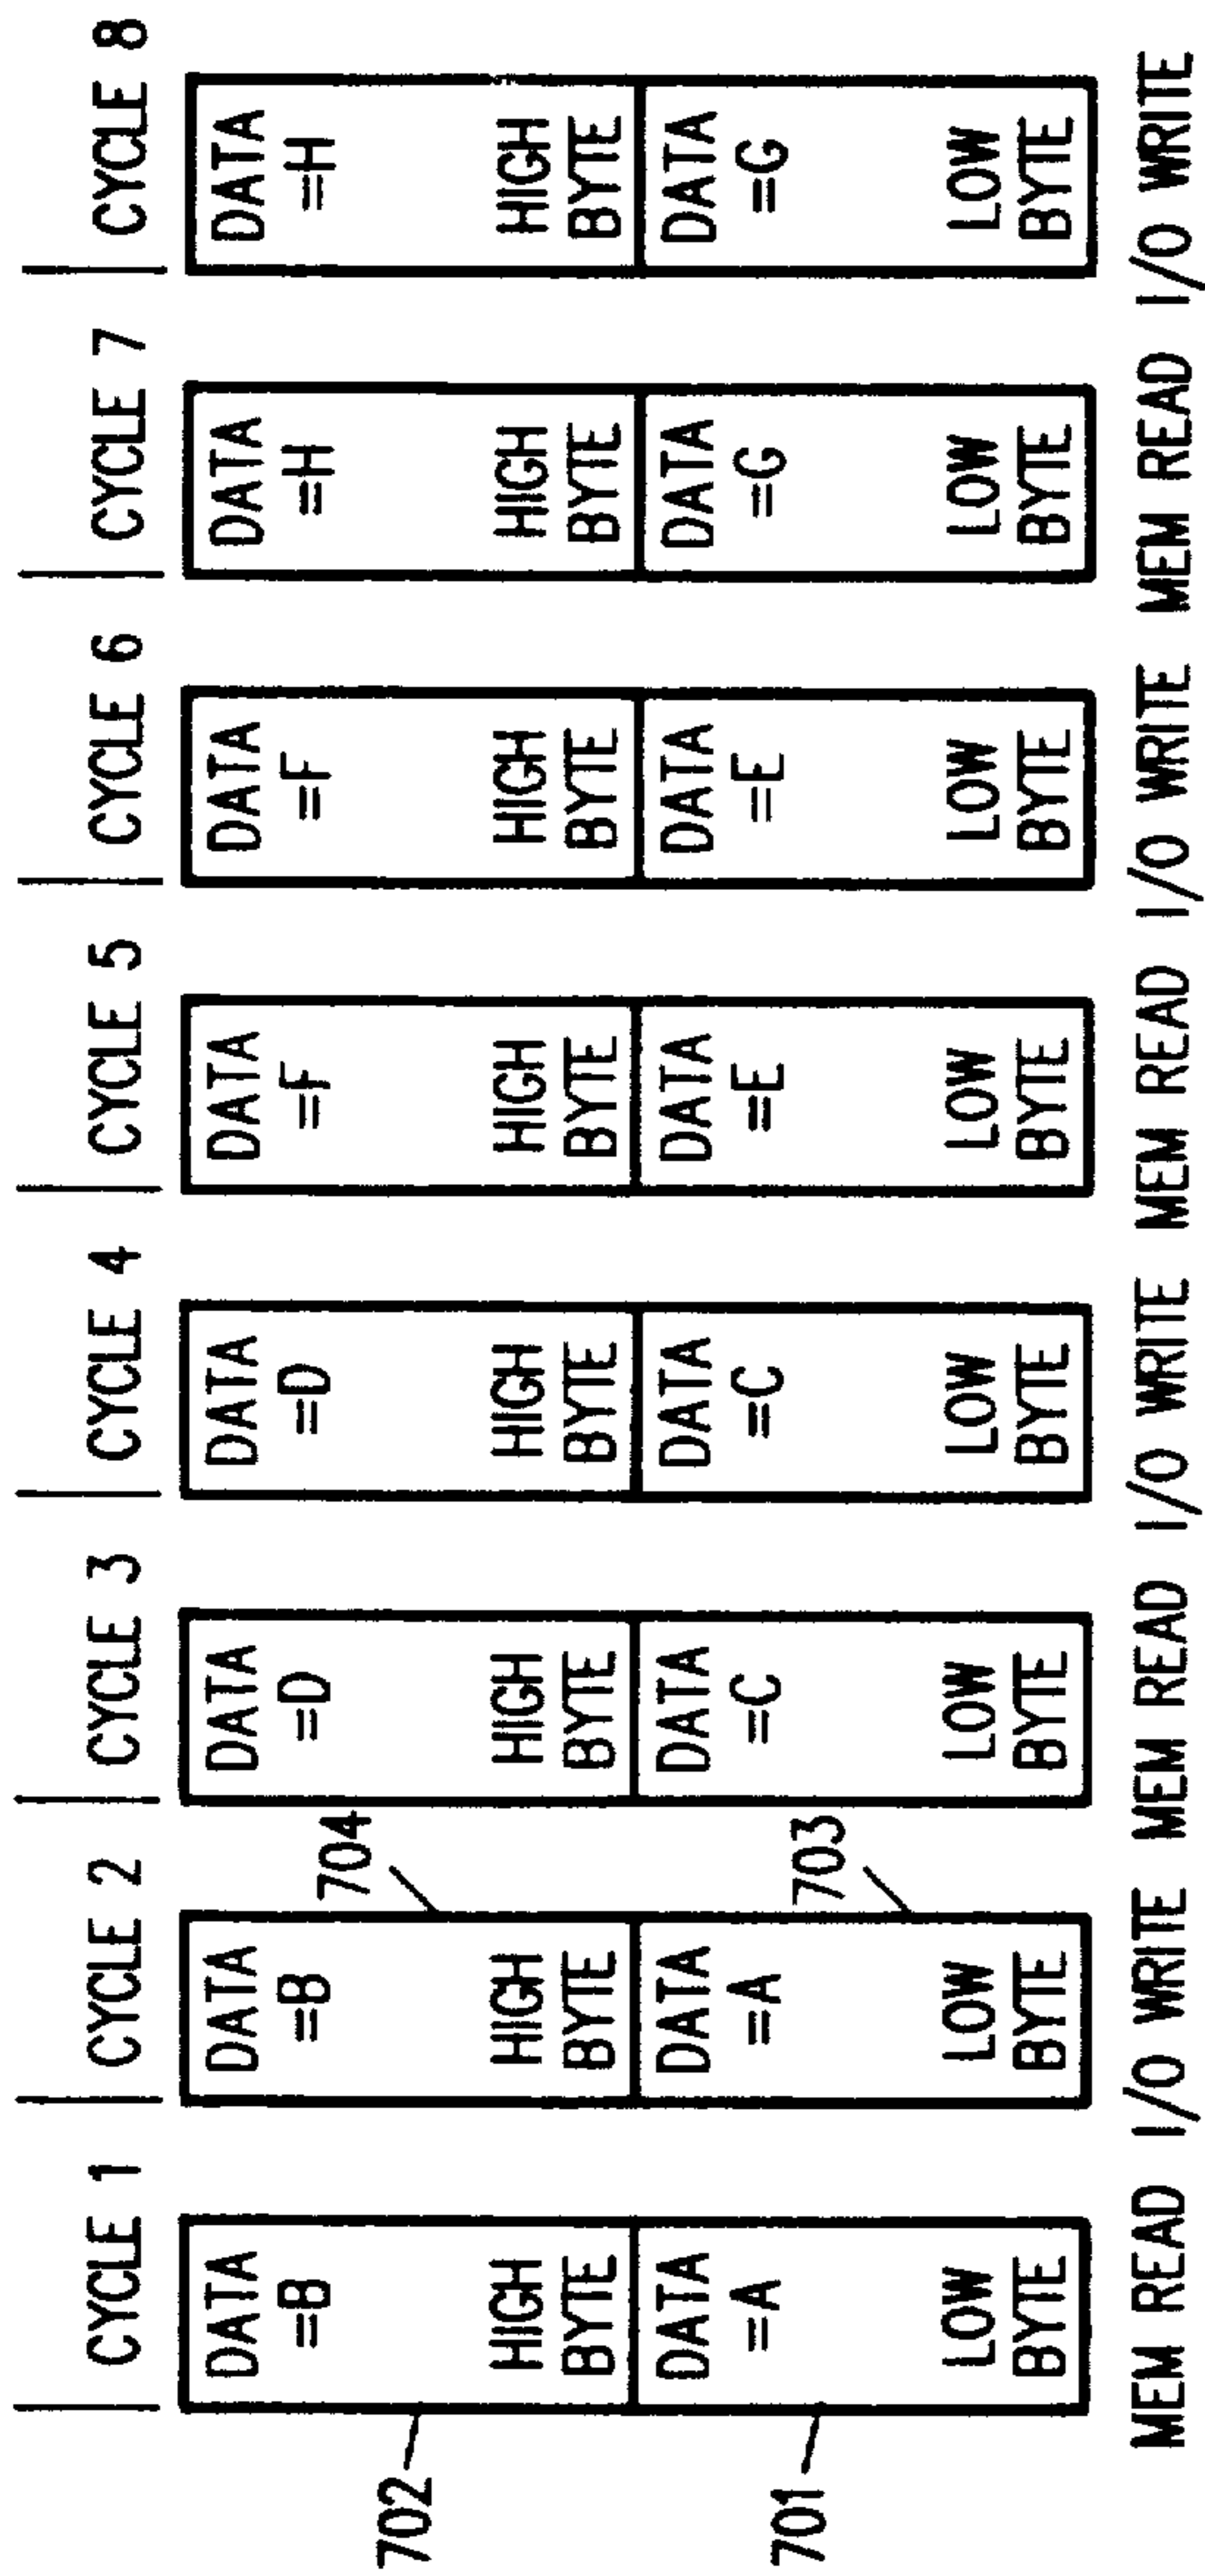 CYCLE 1 CYCLE 2 CYCLE 3 CYCLE 4 CYCLE 5 CYCLE 6 CYCLE 7 CYCLE 8
DATA DATA DATA DATA DATA DATA DATA DATA
=B =B =D =D =F =F =H =H
702 704
HIGH HIGH HIGH HIGH HIGH HIGH HIGH HIGH
BYTE BYTE BYTE BYTE BYTE BYTE BYTE BYTE
DATA DATA DATA DATA DATA DATA DATA DATA
=A =A =C =C =E =E =G =G
701 703
LOW LOW LOW LOW LOW LOW LOW LOW
BYTE BYTE BYTE BYTE BYTE BYTE BYTE BYTE
MEM READ I/O WRITE MEM READ I/O WRITE MEM READ I/O WRITE MEM READ I/O WRITE